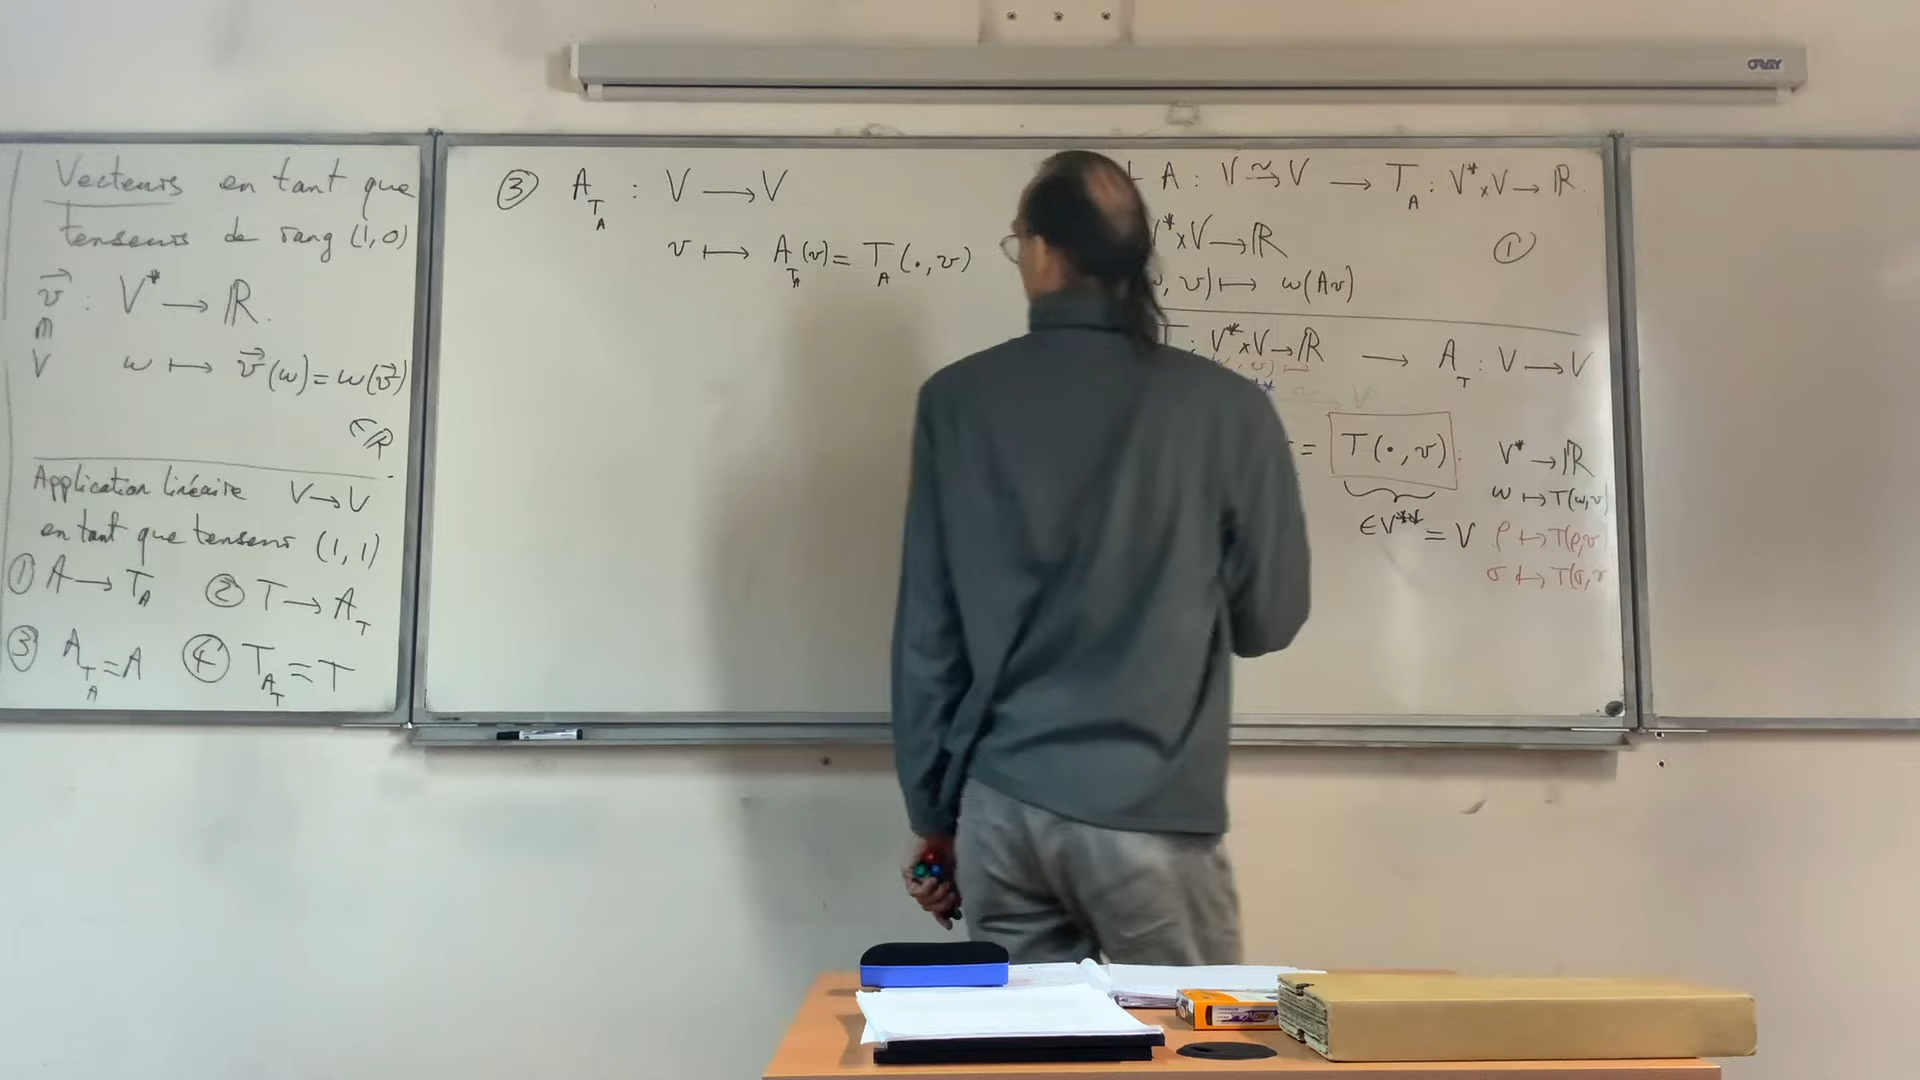 Vecteurs en tant que
tenseurs de rang (1,0)
v⃗ : V* → ℝ.
∈
V ω ↦ v⃗(ω) = ω(v⃗)
∈ ℝ
Application linéaire V → V
en tant que tenseur (1,1)
① A → T_A ② T → A_T
③ A_{T_A} = A ④ T_{A_T} = T
③ A_{T_A} : V → V
v ↦ A_{T_A}(v) = T_A(•, v)
A : V ⥲ V → T_A : V* × V → ℝ
* × V → ℝ ①
, v) ↦ ω(Av)
T : V* × V → ℝ → A_T : V → V
= T(•, v) : V* → ℝ
ω ↦ T(ω, v)
∈ V** = V ρ ↦ T(ρ, v)
σ ↦ T(σ, v
ORAY